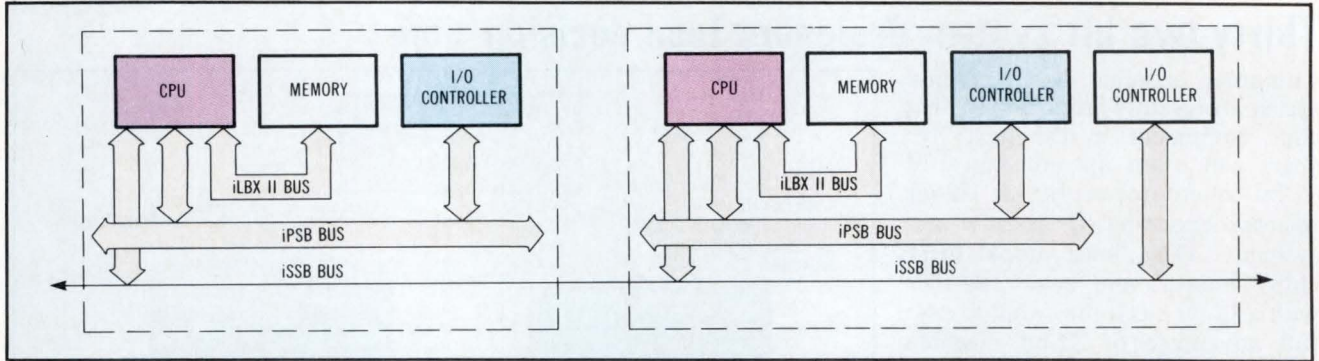 CPU
MEMORY
I/O
CONTROLLER
iLBX II BUS
iPSB BUS
iSSB BUS
CPU
MEMORY
I/O
CONTROLLER
I/O
CONTROLLER
iLBX II BUS
iPSB BUS
iSSB BUS